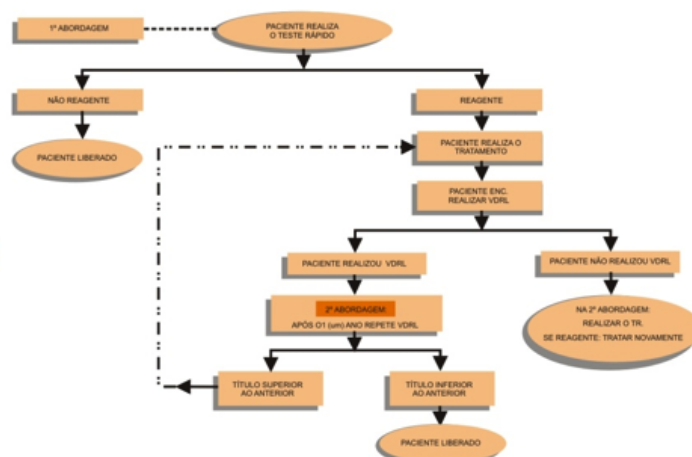 1ª ABORDAGEM
PACIENTE REALIZA
O TESTE RÁPIDO
NÃO REAGENTE
REAGENTE
PACIENTE LIBERADO
PACIENTE REALIZA O
TRATAMENTO
PACIENTE ENC.
REALIZAR VDRL
PACIENTE REALIZOU VDRL
PACIENTE NÃO REALIZOU VDRL
2ª ABORDAGEM:
APÓS O1 (um) ANO REPETE VDRL
NA 2ª ABORDAGEM:
REALIZAR O TR.
SE REAGENTE: TRATAR NOVAMENTE
TÍTULO SUPERIOR
AO ANTERIOR
TÍTULO INFERIOR
AO ANTERIOR
PACIENTE LIBERADO